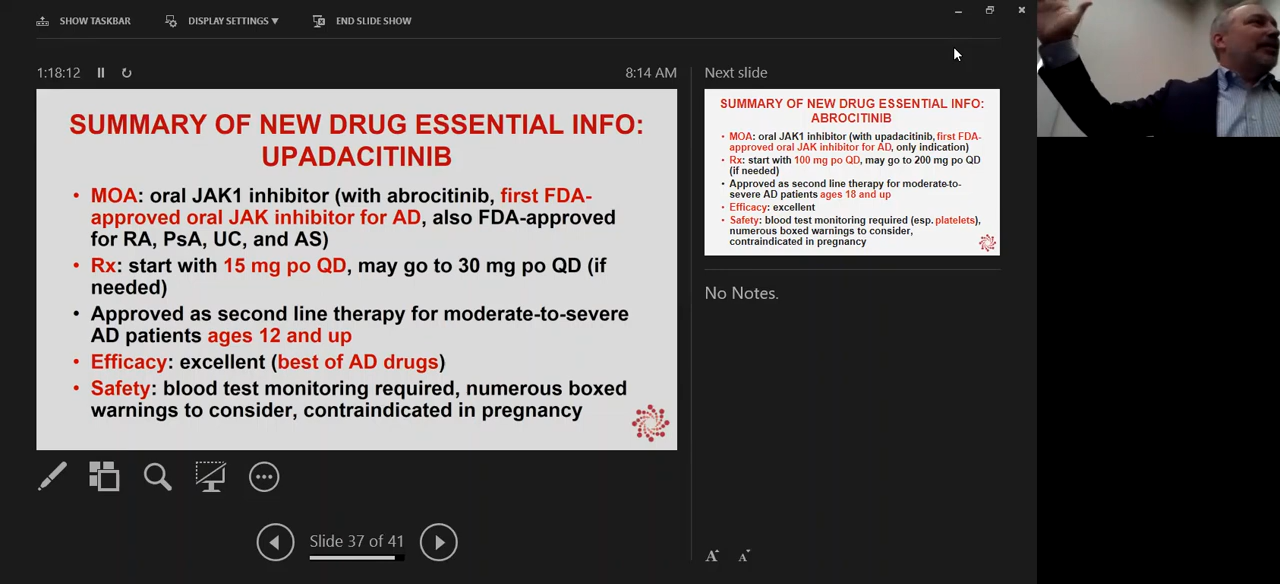 SHOW TASKBAR
DISPLAY SETTINGS ▼
END SLIDE SHOW
1:18:12
8:14 AM
SUMMARY OF NEW DRUG ESSENTIAL INFO:
UPADACITINIB
• MOA: oral JAK1 inhibitor (with abrocitinib, first FDA-
approved oral JAK inhibitor for AD, also FDA-approved
for RA, PsA, UC, and AS)
• Rx: start with 15 mg po QD, may go to 30 mg po QD (if
needed)
• Approved as second line therapy for moderate-to-severe
AD patients ages 12 and up
• Efficacy: excellent (best of AD drugs)
• Safety: blood test monitoring required, numerous boxed
warnings to consider, contraindicated in pregnancy
Slide 37 of 41
Next slide
SUMMARY OF NEW DRUG ESSENTIAL INFO:
ABROCITINIB
• MOA: oral JAK1 inhibitor (with upadacitinib, first FDA-
approved oral JAK inhibitor for AD, only indication)
• Rx: start with 100 mg po QD, may go to 200 mg po QD
(if needed)
• Approved as second line therapy for moderate-to-
severe AD patients ages 18 and up
• Efficacy: excellent
• Safety: blood test monitoring required (esp. platelets),
numerous boxed warnings to consider,
contraindicated in pregnancy
No Notes.
A A